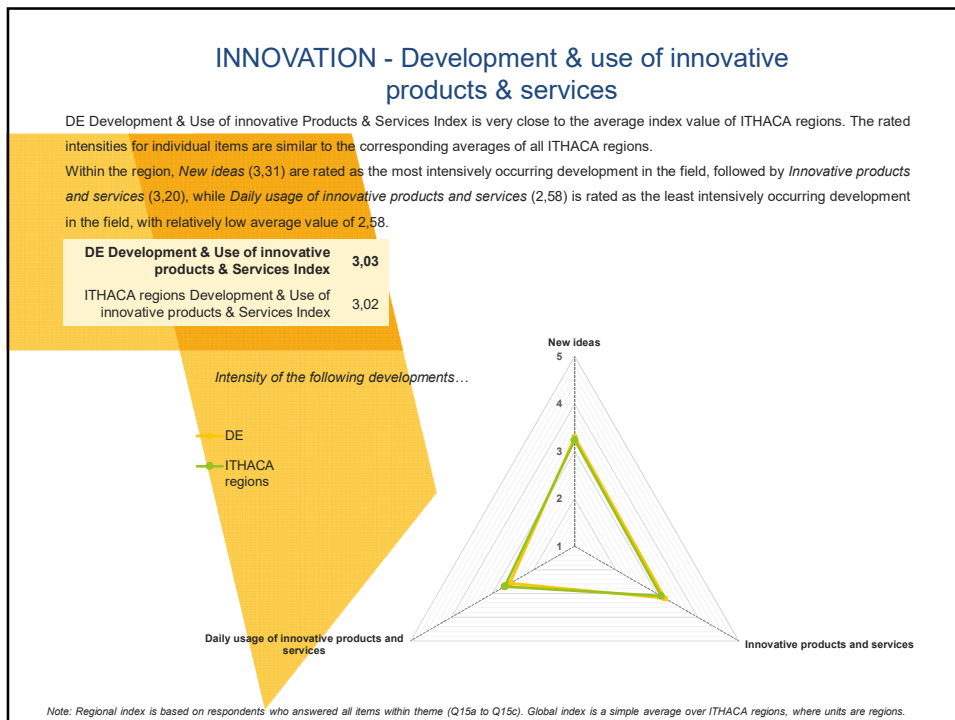 INNOVATION - Development & use of innovative
products & services
DE Development & Use of innovative Products & Services Index is very close to the average index value of ITHACA regions. The rated
intensities for individual items are similar to the corresponding averages of all ITHACA regions.
Within the region, New ideas (3,31) are rated as the most intensively occurring development in the field, followed by Innovative products
and services (3,20), while Daily usage of innovative products and services (2,58) is rated as the least intensively occurring development
in the field, with relatively low average value of 2,58.
DE Development & Use of innovative
products & Services Index 3,03
ITHACA regions Development & Use of
innovative products & Services Index 3,02
Intensity of the following developments…
DE
ITHACA
regions
New ideas
5
4
3
2
1
Daily usage of innovative products and
services
Innovative products and services
Note: Regional index is based on respondents who answered all items within theme (Q15a to Q15c). Global index is a simple average over ITHACA regions, where units are regions.